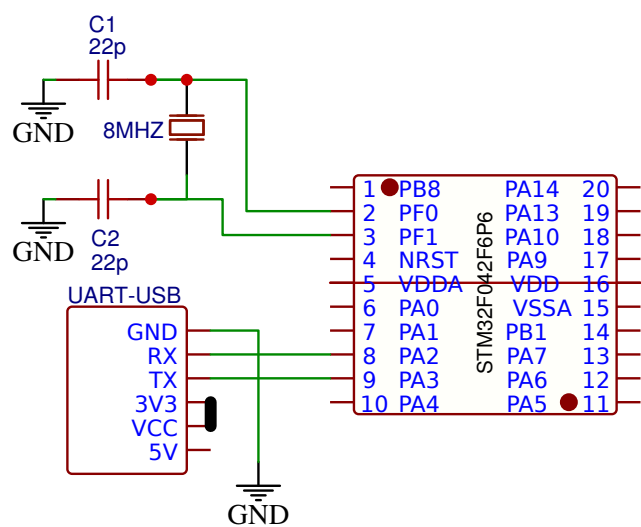 C1
22p
GND
8MHZ
GND
C2
22p
UART-USB
GND
RX
TX
3V3
VCC
5V
GND
STM32F042F6P6
1 PB8 PA14 20
2 PF0 PA13 19
3 PF1 PA10 18
4 NRST PA9 17
5 VDDA VDD 16
6 PA0 VSSA 15
7 PA1 PB1 14
8 PA2 PA7 13
9 PA3 PA6 12
10 PA4 PA5 11